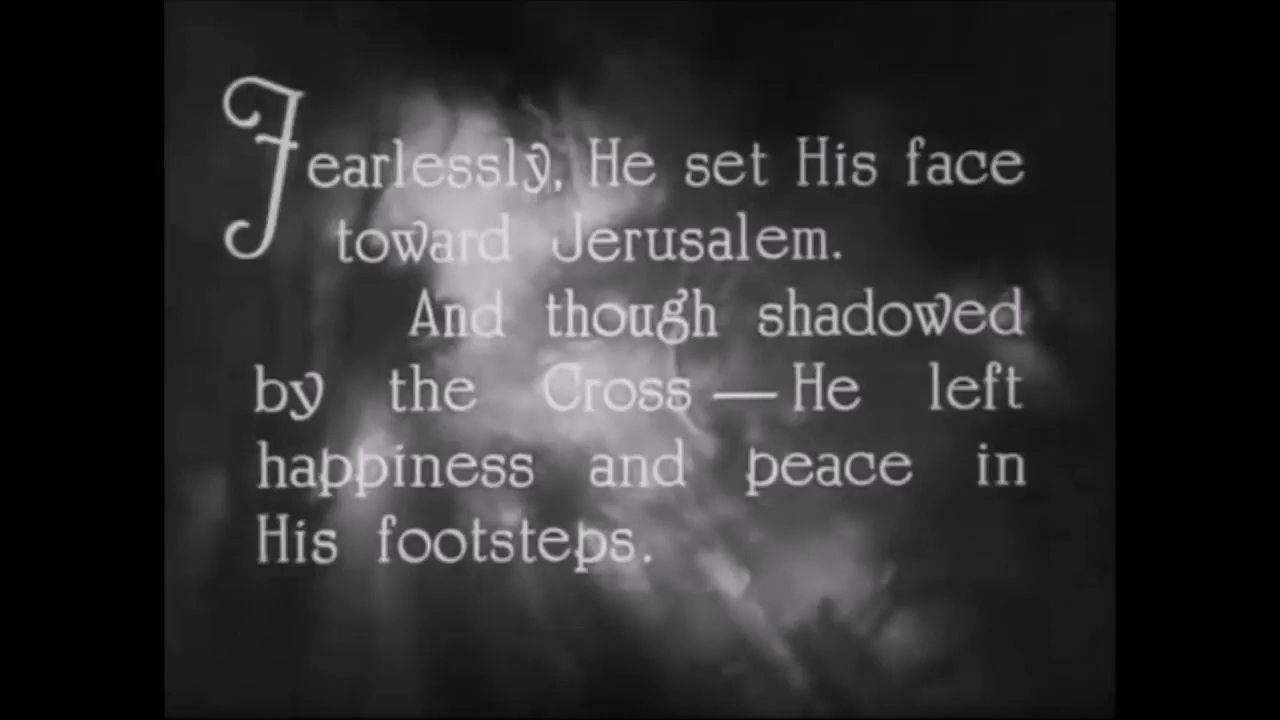 Fearlessly, He set His face
toward Jerusalem.
And though shadowed
by the Cross — He left
happiness and peace in
His footsteps.